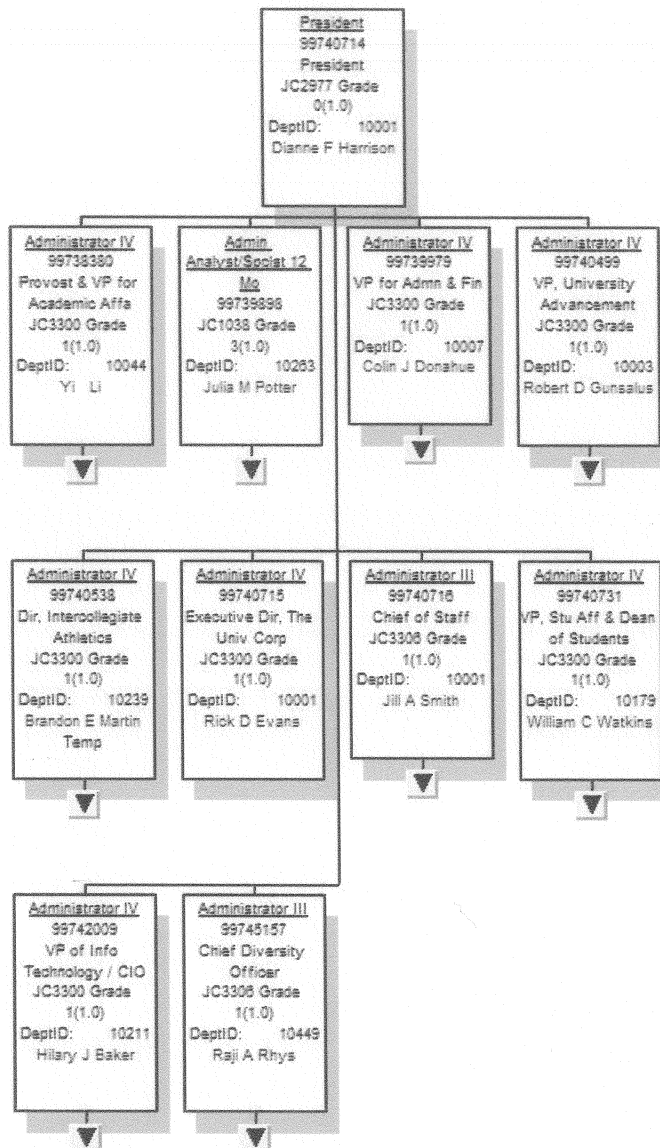 President
99740714
President
JC2977 Grade
0(1.0)
DeptID: 10001
Dianne F Harrison
Administrator IV
99738380
Provost & VP for
Academic Affa
JC3300 Grade
1(1.0)
DeptID: 10044
Yi Li
Admin
Analyst/Spclst 12
Mo
99739898
JC1038 Grade
3(1.0)
DeptID: 10263
Julia M Potter
Administrator IV
99739979
VP for Admn & Fin
JC3300 Grade
1(1.0)
DeptID: 10007
Colin J Donahue
Administrator IV
99740499
VP, University
Advancement
JC3300 Grade
1(1.0)
DeptID: 10003
Robert D Gunsalus
Administrator IV
99740538
Dir, Intercollegiate
Athletics
JC3300 Grade
1(1.0)
DeptID: 10239
Brandon E Martin
Temp
Administrator IV
99740715
Executive Dir, The
Univ Corp
JC3300 Grade
1(1.0)
DeptID: 10001
Rick D Evans
Administrator III
99740716
Chief of Staff
JC3306 Grade
1(1.0)
DeptID: 10001
Jill A Smith
Administrator IV
99740731
VP, Stu Aff & Dean
of Students
JC3300 Grade
1(1.0)
DeptID: 10179
William C Watkins
Administrator IV
99742009
VP of Info
Technology / CIO
JC3300 Grade
1(1.0)
DeptID: 10211
Hilary J Baker
Administrator III
99745157
Chief Diversity
Officer
JC3306 Grade
1(1.0)
DeptID: 10449
Raji A Rhys